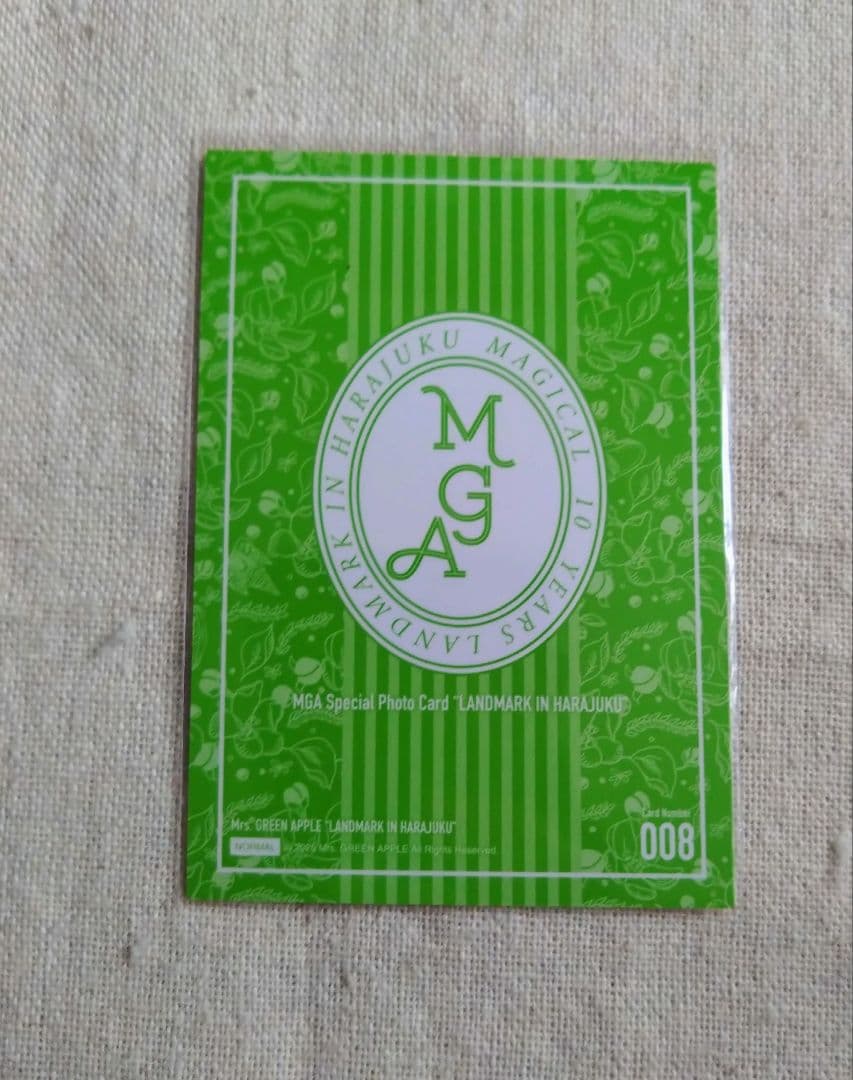 LANDMARK IN HARAJUKU MAGICAL 10 YEARS
M
G
A
MGA Special Photo Card "LANDMARK IN HARAJUKU"
Mrs. GREEN APPLE "LANDMARK IN HARAJUKU"
NORMAL Mrs. GREEN APPLE All Rights Reserved
Card Number
008